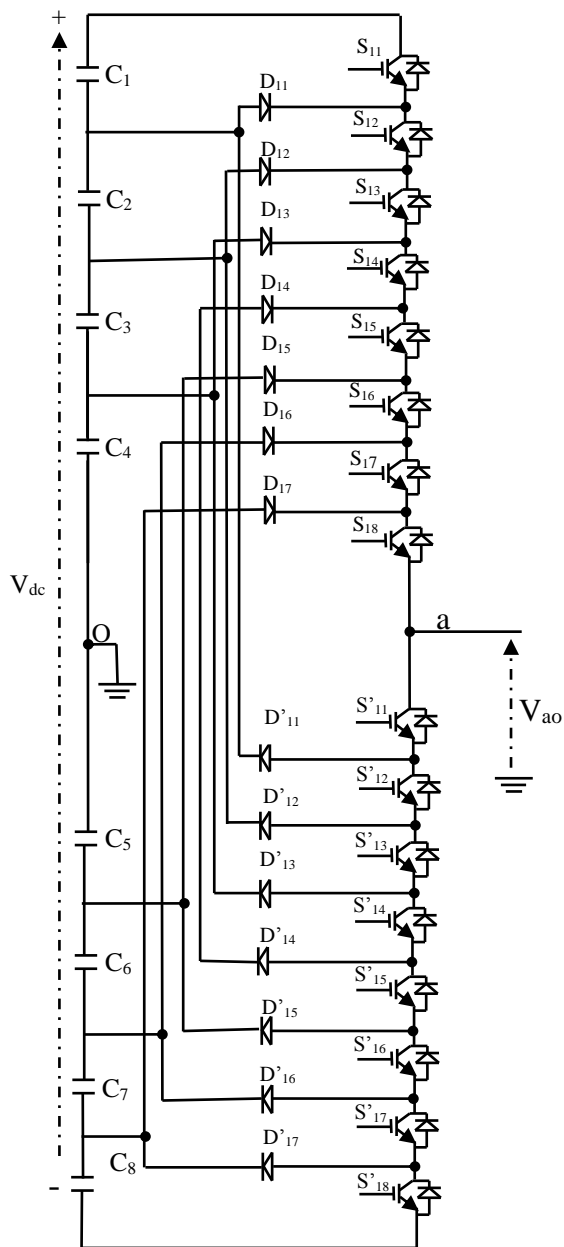 +
S11
C1
D11
S12
D12
C2
S13
D13
S14
D14
C3
S15
D15
S16
D16
C4
S17
D17
S18
Vdc
O
a
S'11
Vao
D'11
S'12
D'12
C5
S'13
D'13
S'14
D'14
C6
S'15
D'15
S'16
D'16
C7
S'17
D'17
C8
-
S'18